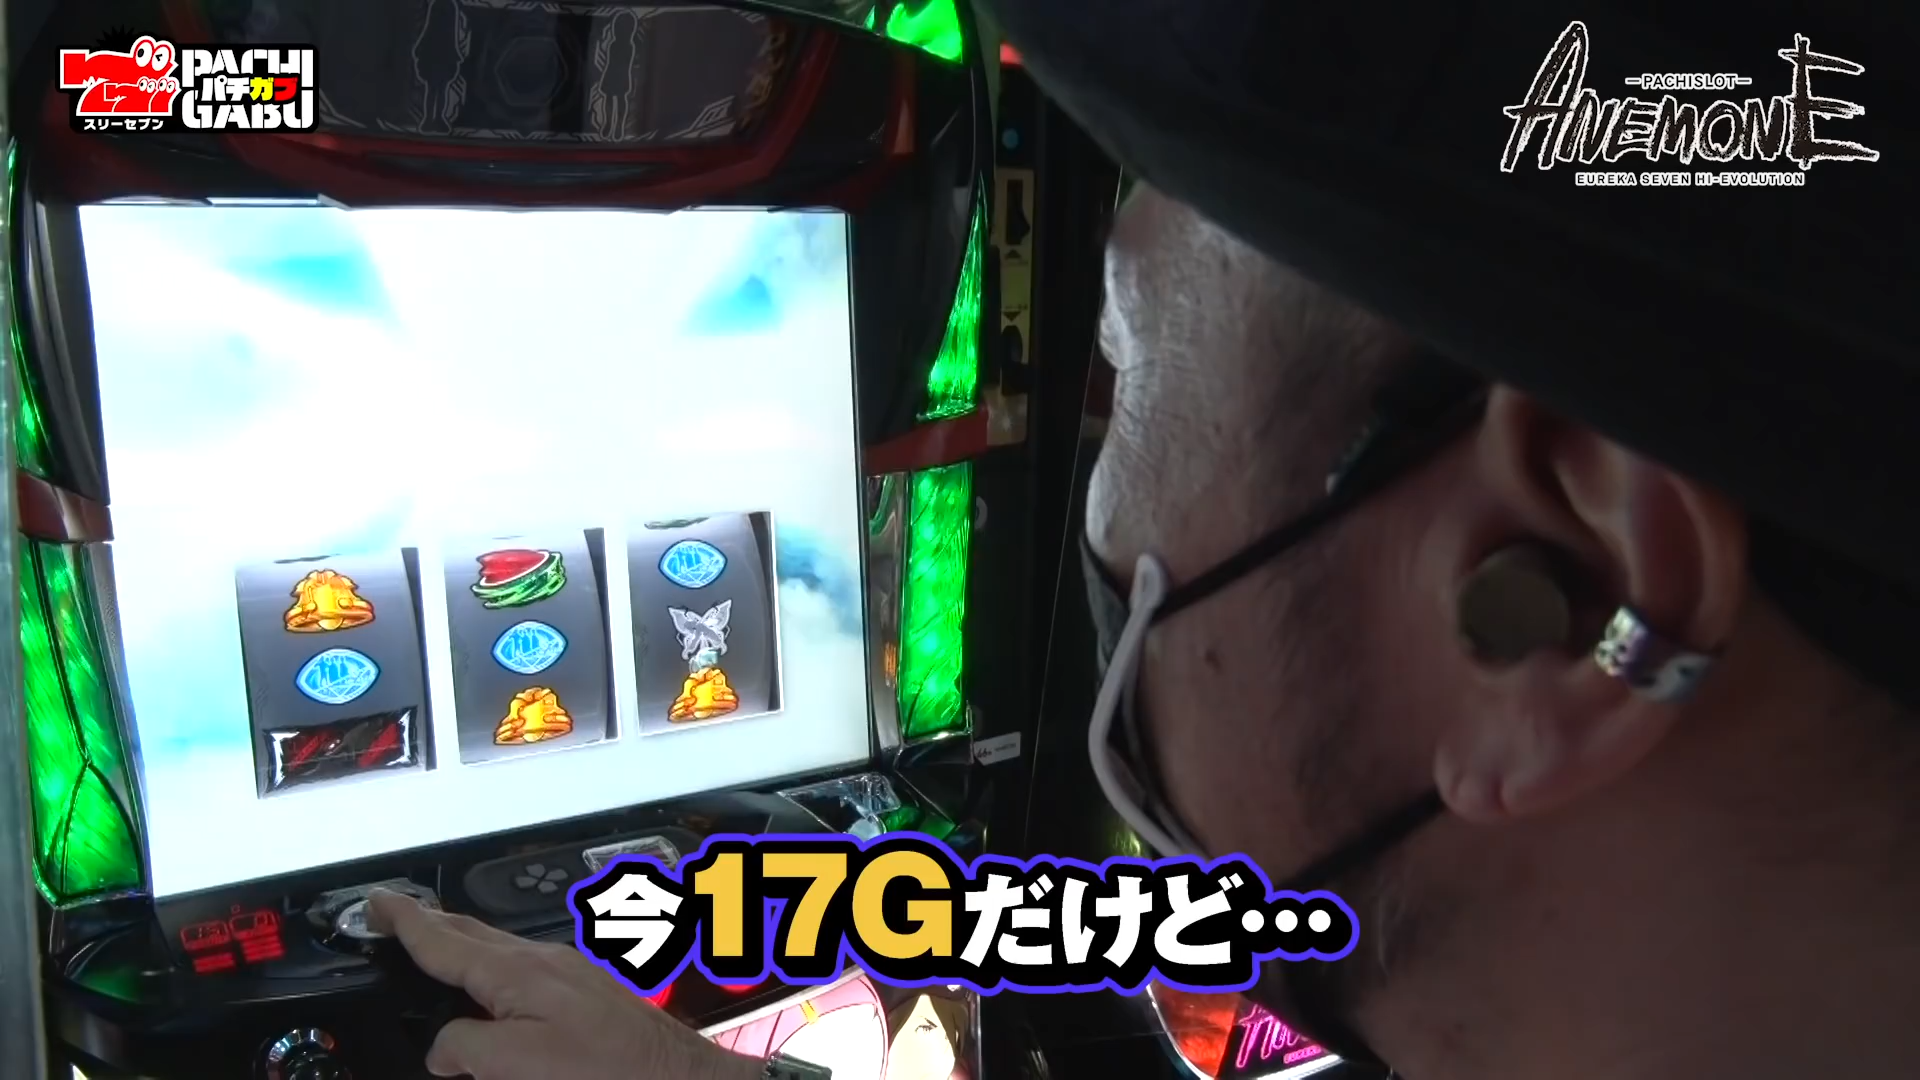 PACHI
パチガブ
GABU
スリーセブン
PACHISLOT
ANEMONE
EUREKA SEVEN HI-EVOLUTION
今17Gだけど…